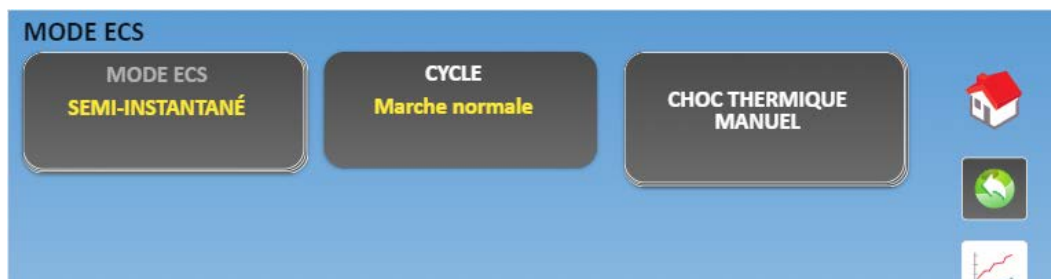 MODE ECS
MODE ECS
SEMI-INSTANTANÉ
CYCLE
Marche normale
CHOC THERMIQUE
MANUEL